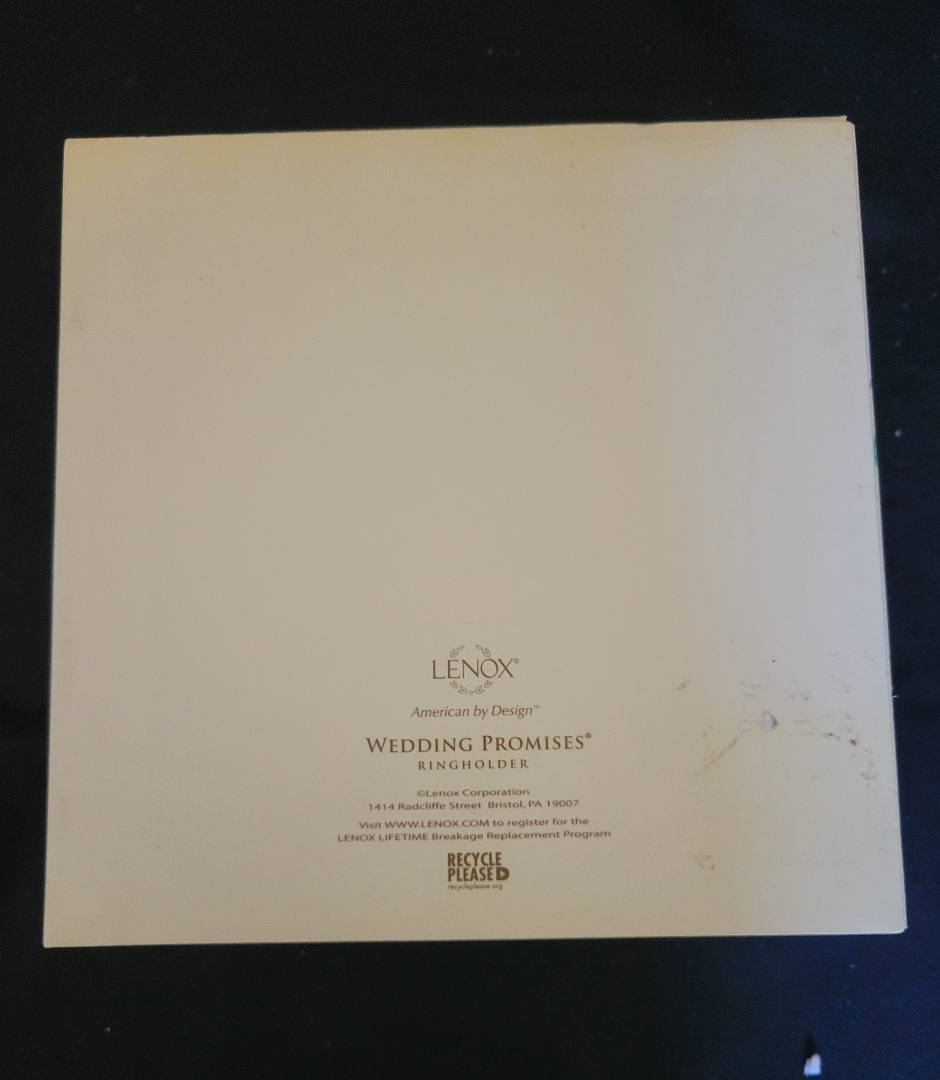 LENOX®
American by Design™
WEDDING PROMISES®
RINGHOLDER
©Lenox Corporation
1414 Radcliffe Street Bristol, PA 19007
Visit WWW.LENOX.COM to register for the
LENOX LIFETIME Breakage Replacement Program
RECYCLE
PLEASE
recycleplease.org